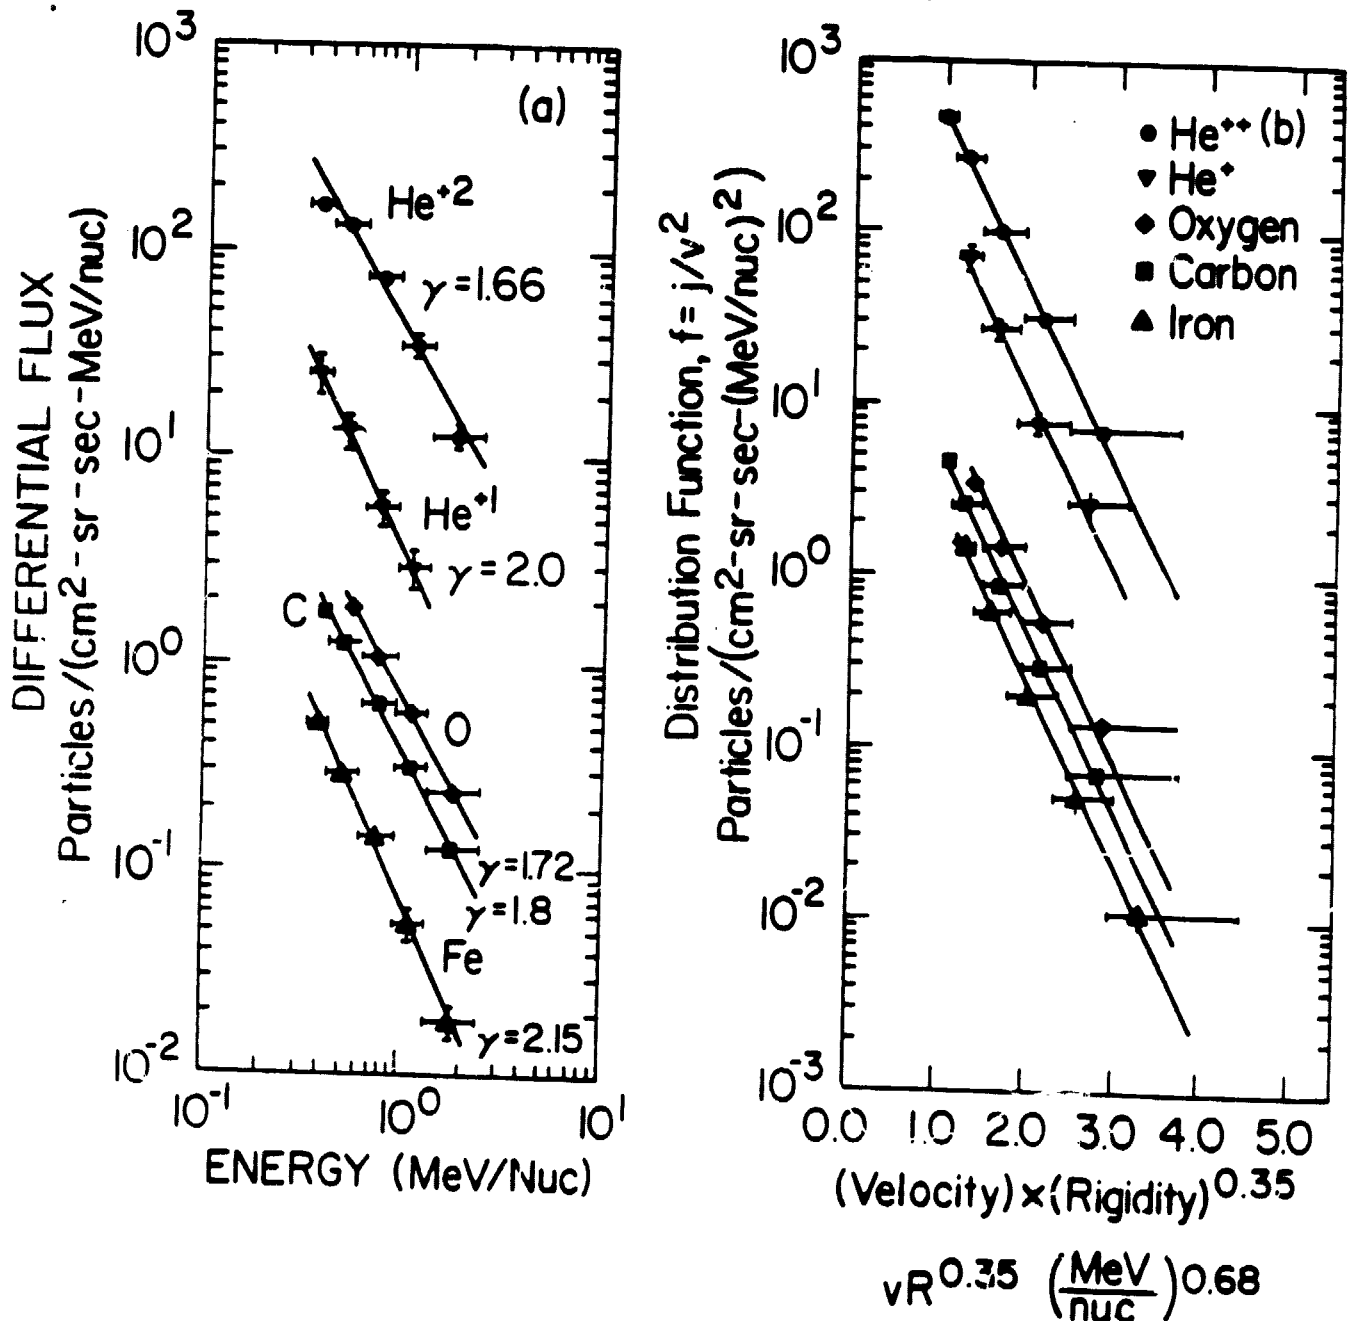 (a)
DIFFERENTIAL FLUX
Particles/(cm²-sr-sec-MeV/nuc)
10³
10²
10¹
10⁰
10⁻¹
10⁻²
He⁺²
γ=1.66
He⁺¹
γ=2.0
C
O
γ=1.72
γ=1.8
Fe
γ=2.15
10⁻¹
10⁰
10¹
ENERGY (MeV/Nuc)
(b)
Distribution Function, f=j/v²
Particles/(cm²-sr-sec-(MeV/nuc)²)
10³
10²
10¹
10⁰
10⁻¹
10⁻²
10⁻³
● He⁺⁺
▼ He⁺
◆ Oxygen
■ Carbon
▲ Iron
0.0 1.0 2.0 3.0 4.0 5.0
(Velocity)×(Rigidity)⁰·³⁵
vR⁰·³⁵ (MeV/nuc)⁰·⁶⁸